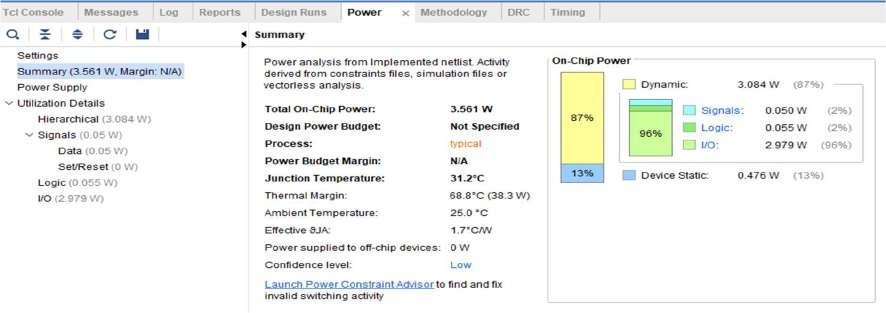 Tcl Console Messages Log Reports Design Runs Power × Methodology DRC Timing
Settings
Summary (3.561 W, Margin: N/A)
Power Supply
Utilization Details
Hierarchical (3.084 W)
Signals (0.05 W)
Data (0.05 W)
Set/Reset (0 W)
Logic (0.055 W)
I/O (2.979 W)
Summary
Power analysis from Implemented netlist. Activity
derived from constraints files, simulation files or
vectorless analysis.
Total On-Chip Power: 3.561 W
Design Power Budget: Not Specified
Process: typical
Power Budget Margin: N/A
Junction Temperature: 31.2°C
Thermal Margin: 68.8°C (38.3 W)
Ambient Temperature: 25.0 °C
Effective ϑJA: 1.7°C/W
Power supplied to off-chip devices: 0 W
Confidence level: Low
Launch Power Constraint Advisor to find and fix
invalid switching activity
On-Chip Power
87%
13%
Dynamic: 3.084 W (87%)
96%
Signals: 0.050 W (2%)
Logic: 0.055 W (2%)
I/O: 2.979 W (96%)
Device Static: 0.476 W (13%)